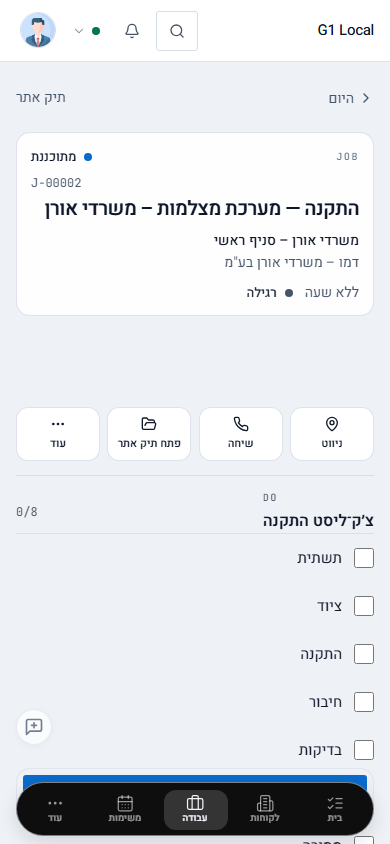 G1 Local
היום
תיק אתר
JOB
מתוכננת
J-00002
התקנה — מערכת מצלמות – משרדי אורן
משרדי אורן – סניף ראשי
דמו – משרדי אורן בע"מ
ללא שעה
רגילה
ניווט
שיחה
פתח תיק אתר
עוד
DO
צ׳ק־ליסט התקנה
0/8
תשתית
ציוד
התקנה
חיבור
בדיקות
בית
לקוחות
עבודה
משימות
עוד